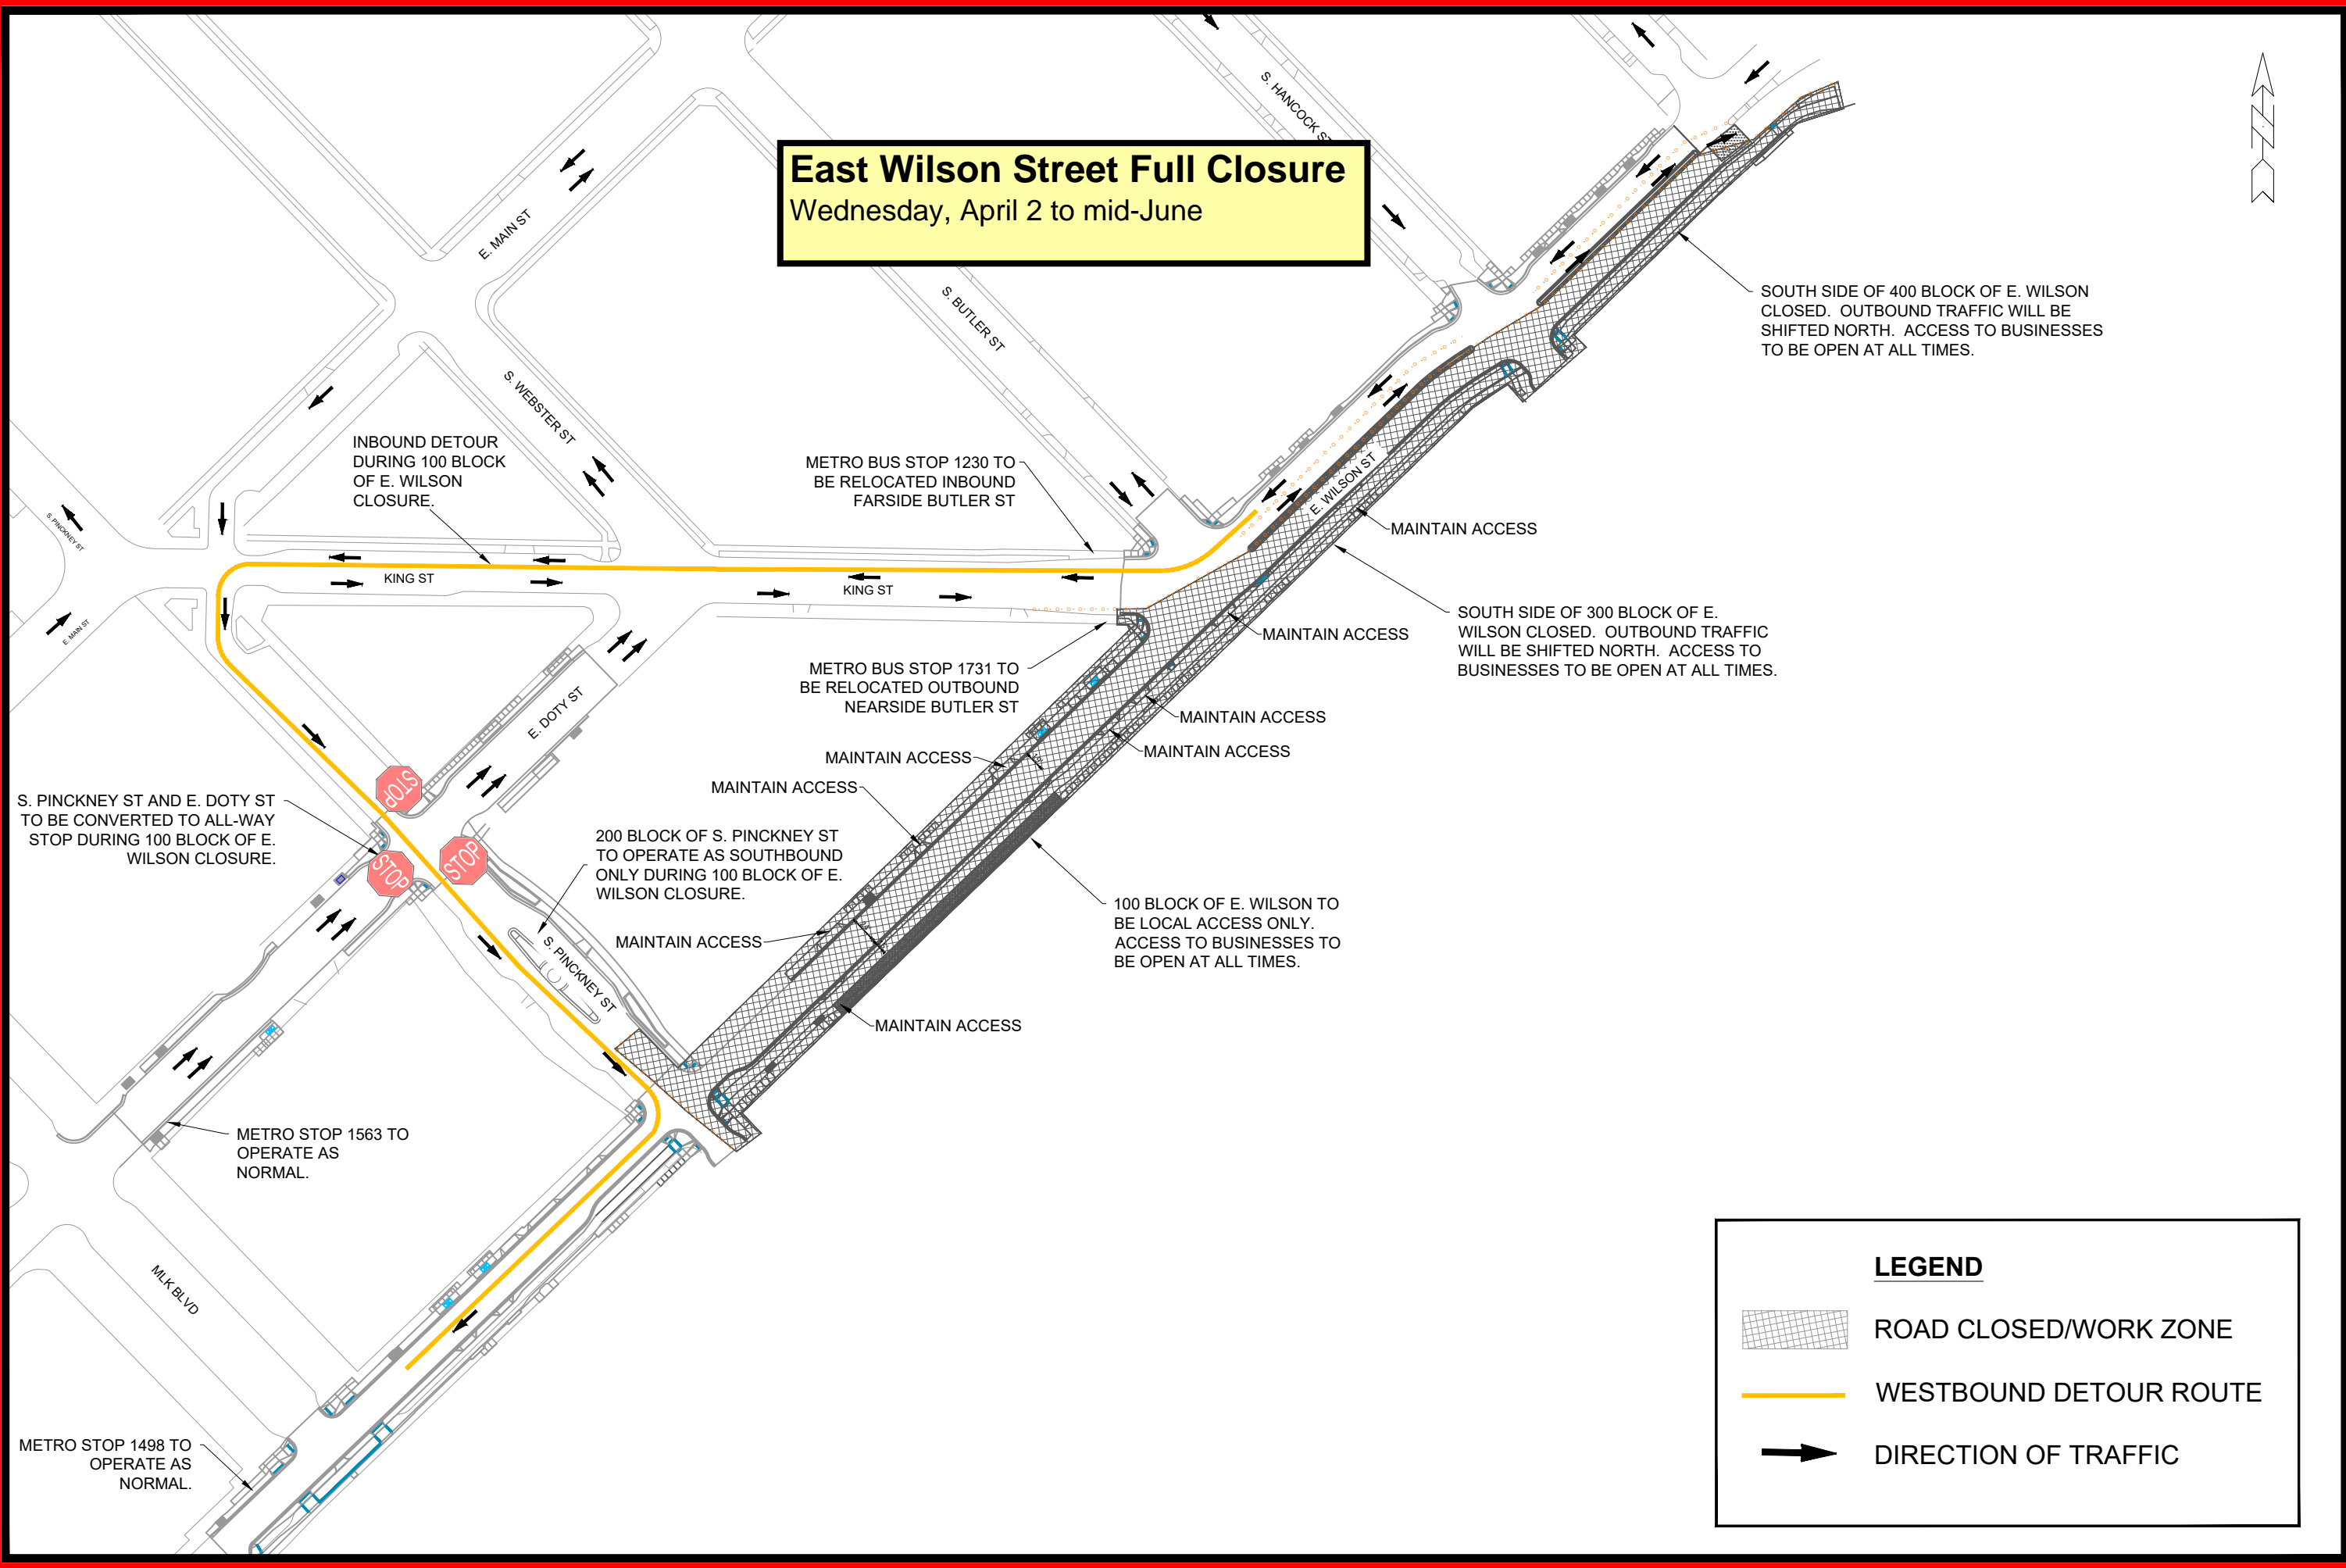 East Wilson Street Full Closure
Wednesday, April 2 to mid-June
S. HANCOCK ST
E. MAIN ST
S. BUTLER ST
SOUTH SIDE OF 400 BLOCK OF E. WILSON
CLOSED. OUTBOUND TRAFFIC WILL BE
SHIFTED NORTH. ACCESS TO BUSINESSES
TO BE OPEN AT ALL TIMES.
S. WEBSTER ST
INBOUND DETOUR
DURING 100 BLOCK
OF E. WILSON
CLOSURE.
METRO BUS STOP 1230 TO
BE RELOCATED INBOUND
FARSIDE BUTLER ST
E. WILSON ST
MAINTAIN ACCESS
S. PINCKNEY ST
E. MAIN ST
KING ST
KING ST
SOUTH SIDE OF 300 BLOCK OF E.
WILSON CLOSED. OUTBOUND TRAFFIC
WILL BE SHIFTED NORTH. ACCESS TO
BUSINESSES TO BE OPEN AT ALL TIMES.
MAINTAIN ACCESS
METRO BUS STOP 1731 TO
BE RELOCATED OUTBOUND
NEARSIDE BUTLER ST
E. DOTY ST
MAINTAIN ACCESS
MAINTAIN ACCESS
MAINTAIN ACCESS
MAINTAIN ACCESS
STOP
STOP
STOP
S. PINCKNEY ST AND E. DOTY ST
TO BE CONVERTED TO ALL-WAY
STOP DURING 100 BLOCK OF E.
WILSON CLOSURE.
200 BLOCK OF S. PINCKNEY ST
TO OPERATE AS SOUTHBOUND
ONLY DURING 100 BLOCK OF E.
WILSON CLOSURE.
MAINTAIN ACCESS
S. PINCKNEY ST
100 BLOCK OF E. WILSON TO
BE LOCAL ACCESS ONLY.
ACCESS TO BUSINESSES TO
BE OPEN AT ALL TIMES.
MAINTAIN ACCESS
METRO STOP 1563 TO
OPERATE AS
NORMAL.
MLK BLVD
METRO STOP 1498 TO
OPERATE AS
NORMAL.
LEGEND
ROAD CLOSED/WORK ZONE
WESTBOUND DETOUR ROUTE
DIRECTION OF TRAFFIC